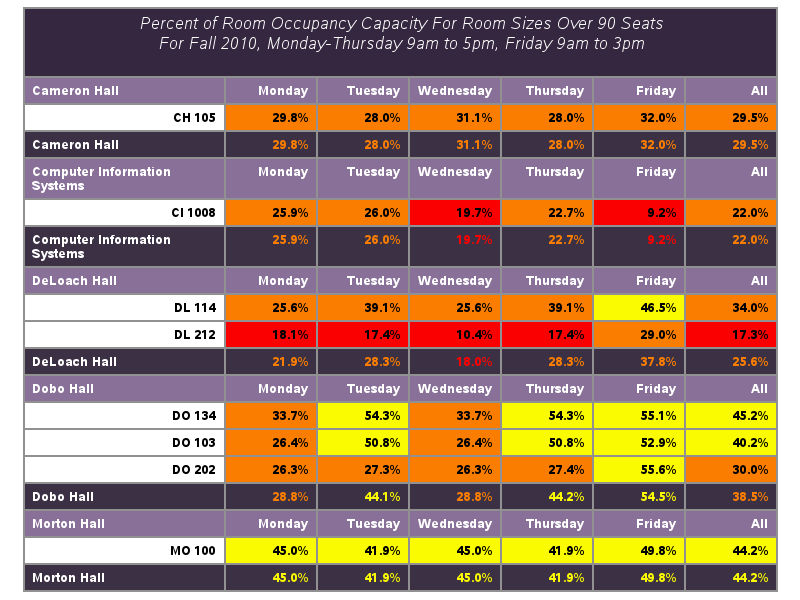 Percent of Room Occupancy Capacity For Room Sizes Over 90 Seats
For Fall 2010, Monday-Thursday 9am to 5pm, Friday 9am to 3pm
Cameron Hall Monday Tuesday Wednesday Thursday Friday All
CH 105 29.8% 28.0% 31.1% 28.0% 32.0% 29.5%
Cameron Hall 29.8% 28.0% 31.1% 28.0% 32.0% 29.5%
Computer Information Monday Tuesday Wednesday Thursday Friday All
Systems
CI 1008 25.9% 26.0% 19.7% 22.7% 9.2% 22.0%
Computer Information 25.9% 26.0% 19.7% 22.7% 9.2% 22.0%
Systems
DeLoach Hall Monday Tuesday Wednesday Thursday Friday All
DL 114 25.6% 39.1% 25.6% 39.1% 46.5% 34.0%
DL 212 18.1% 17.4% 10.4% 17.4% 29.0% 17.3%
DeLoach Hall 21.9% 28.3% 18.0% 28.3% 37.8% 25.6%
Dobo Hall Monday Tuesday Wednesday Thursday Friday All
DO 134 33.7% 54.3% 33.7% 54.3% 55.1% 45.2%
DO 103 26.4% 50.8% 26.4% 50.8% 52.9% 40.2%
DO 202 26.3% 27.3% 26.3% 27.4% 55.6% 30.0%
Dobo Hall 28.8% 44.1% 28.8% 44.2% 54.5% 38.5%
Morton Hall Monday Tuesday Wednesday Thursday Friday All
MO 100 45.0% 41.9% 45.0% 41.9% 49.8% 44.2%
Morton Hall 45.0% 41.9% 45.0% 41.9% 49.8% 44.2%